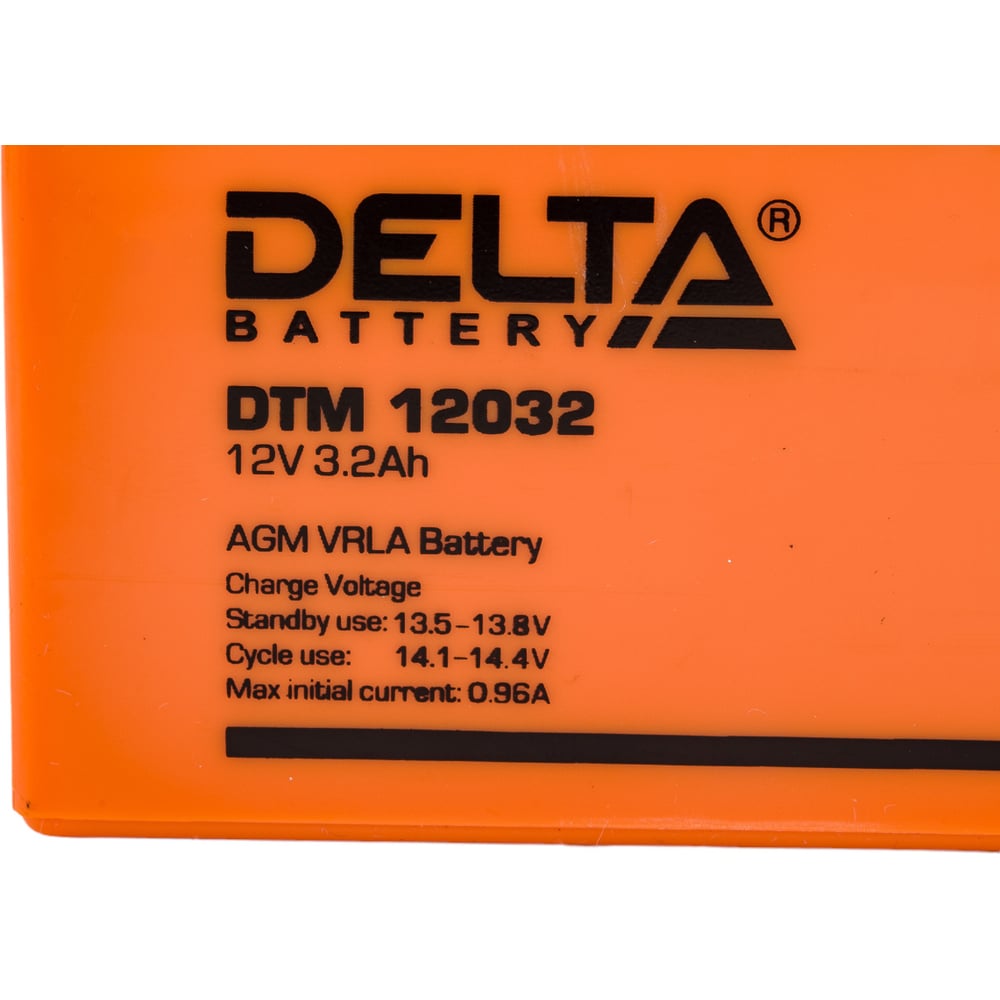 DELTA®
BATTERY
DTM 12032
12V 3.2Ah
AGM VRLA Battery
Charge Voltage
Standby use: 13.5-13.8V
Cycle use: 14.1-14.4V
Max initial current: 0.96A